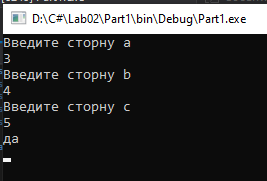 D:\C#\Lab02\Part1\bin\Debug\Part1.exe
Введите сторну a
3
Введите сторну b
4
Введите сторну c
5
да